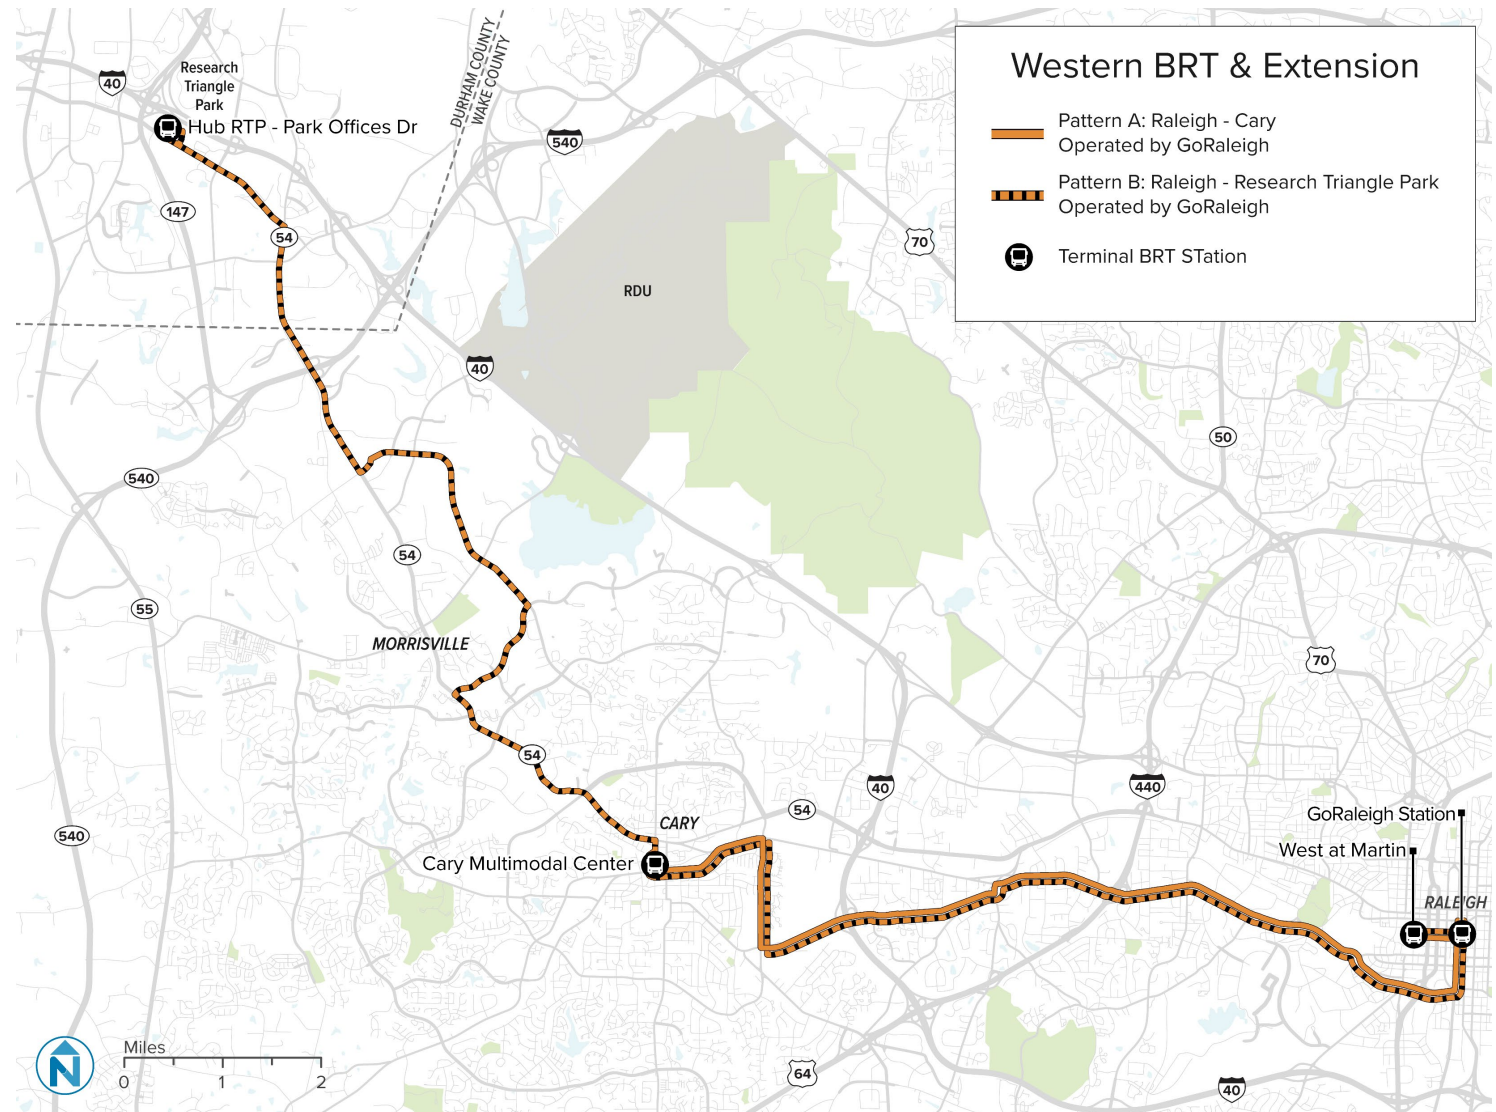 Western BRT & Extension
Pattern A: Raleigh - Cary
Operated by GoRaleigh
Pattern B: Raleigh - Research Triangle Park
Operated by GoRaleigh
Terminal BRT STation
DURHAM COUNTY
WAKE COUNTY
40
Research
Triangle
Park
Hub RTP - Park Offices Dr
540
147
54
70
RDU
40
50
540
54
55
MORRISVILLE
70
54
40
440
54
CARY
GoRaleigh Station
540
West at Martin
Cary Multimodal Center
RALEIGH
Miles
0 1 2
N
64
40